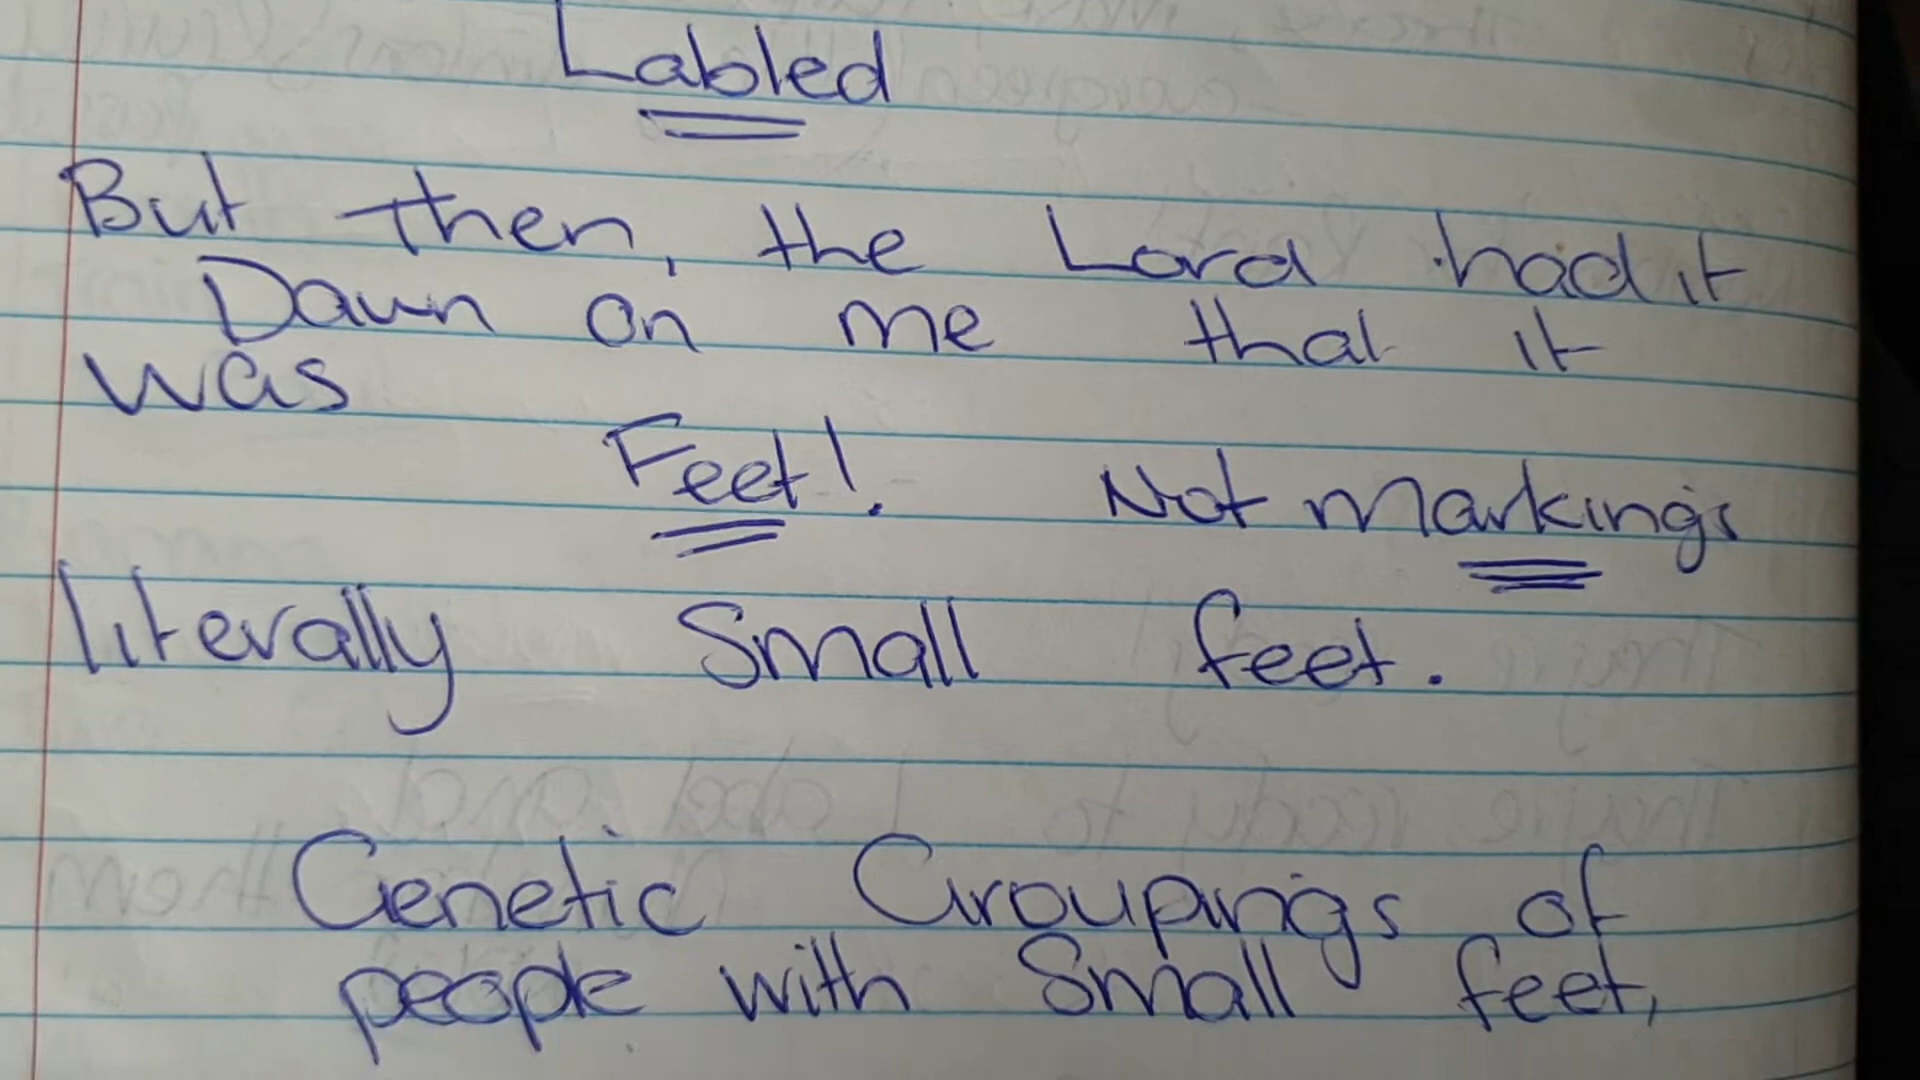 Labled
But then, the Lord had it
Dawn on me that it
was
Feet!. Not markings
literally Small feet.
Genetic Groupings of
people with Small feet,